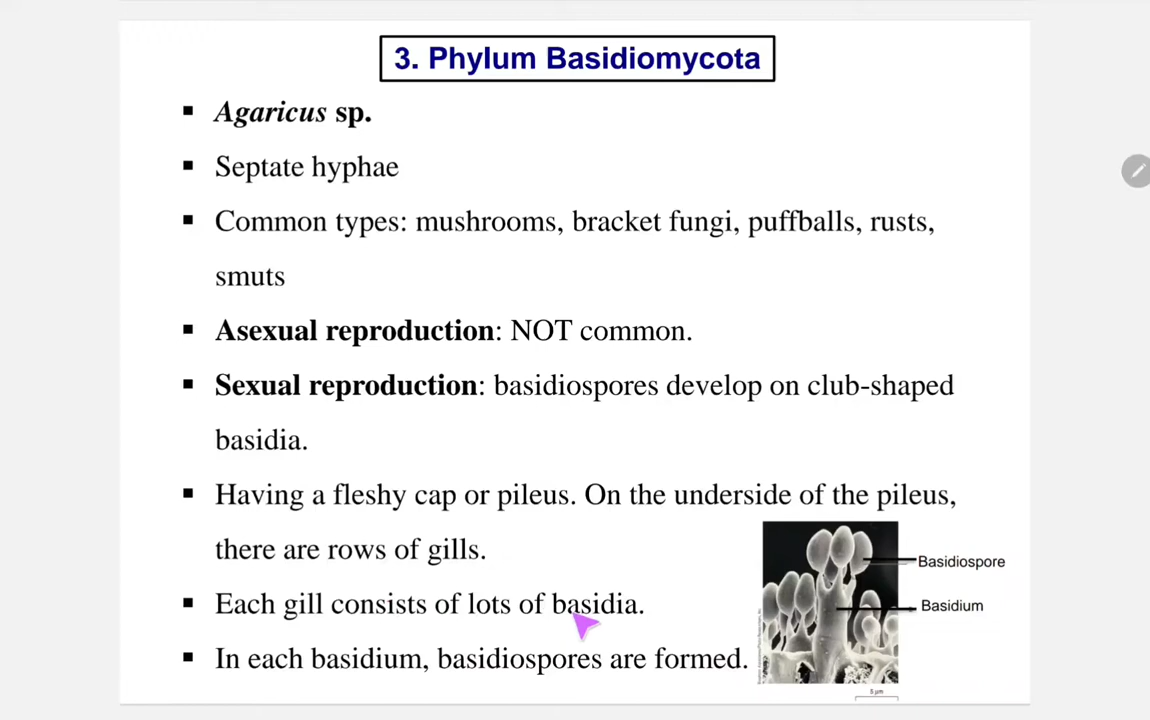 3. Phylum Basidiomycota
▪ Agaricus sp.
▪ Septate hyphae
▪ Common types: mushrooms, bracket fungi, puffballs, rusts,
smuts
▪ Asexual reproduction: NOT common.
▪ Sexual reproduction: basidiospores develop on club-shaped
basidia.
▪ Having a fleshy cap or pileus. On the underside of the pileus,
there are rows of gills.
▪ Each gill consists of lots of basidia.
▪ In each basidium, basidiospores are formed.
Basidiospore
Basidium
5 µm